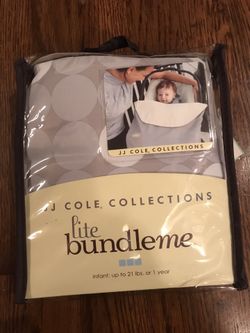 JJ COLE COLLECTIONS
JJ COLE COLLECTIONS
lite
bundleme
infant: up to 21 lbs. or 1 year